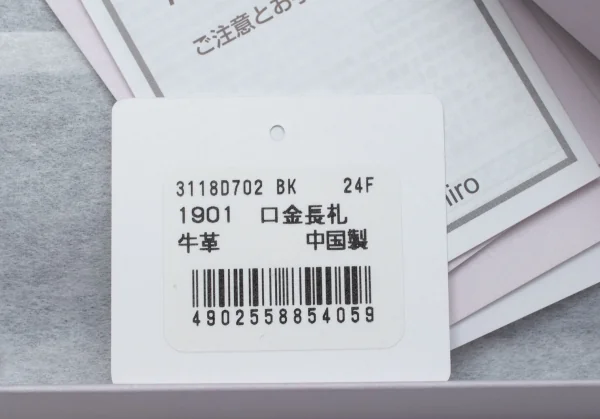 ご注意とお
3118D702 BK 24F
1901 口金長札
牛革 中国製
4902558854059
iro